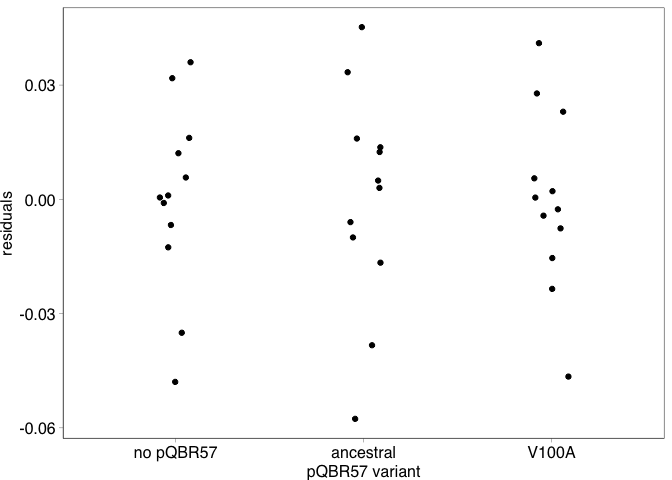 residuals
0.03
0.00
-0.03
-0.06
no pQBR57 ancestral V100A
pQBR57 variant